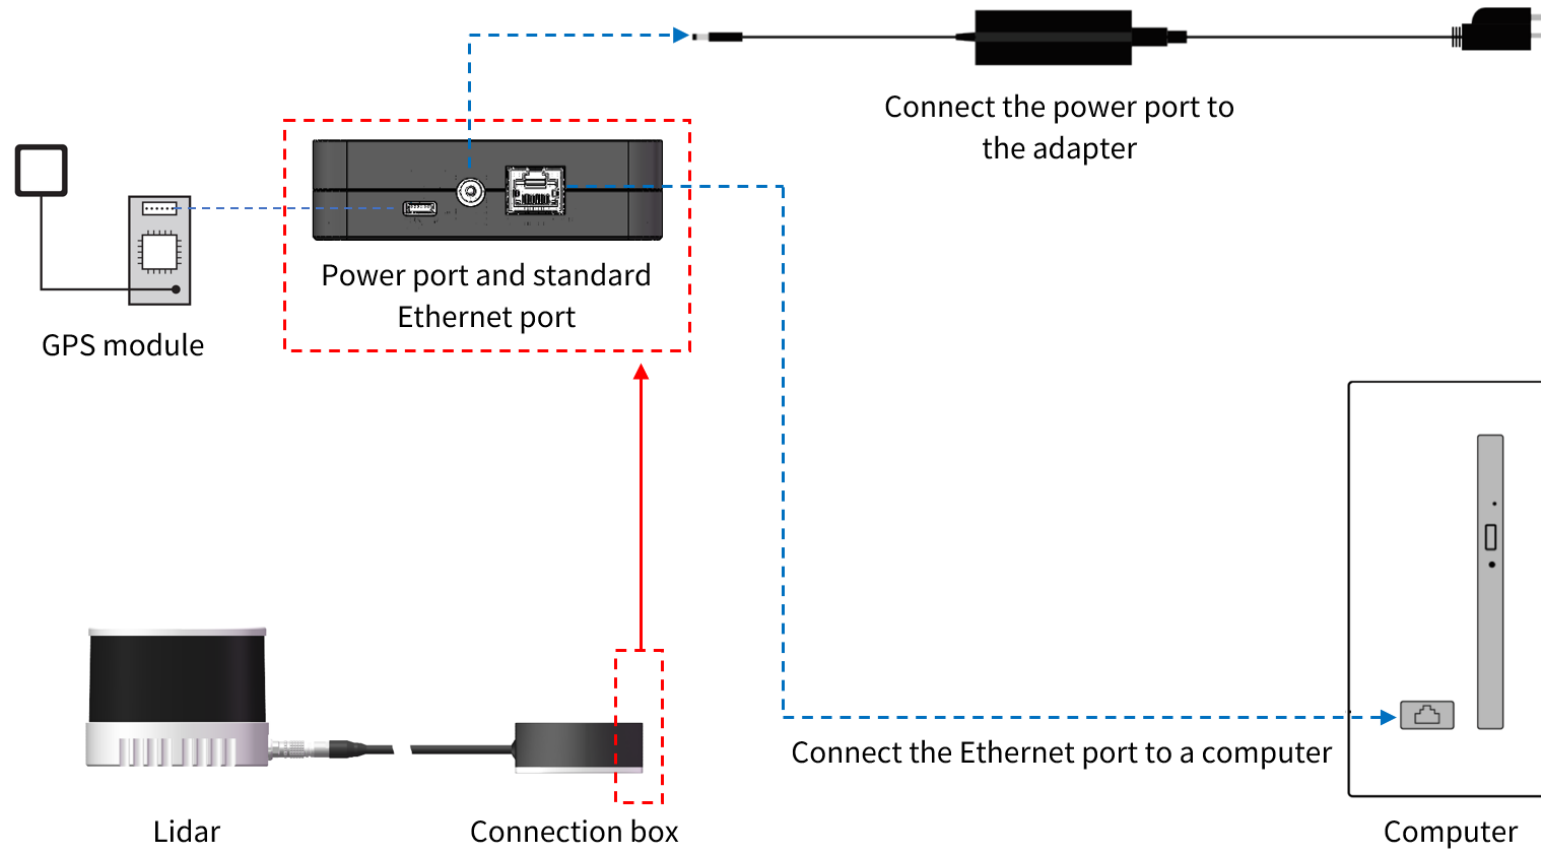 Connect the power port to
the adapter
Power port and standard
Ethernet port
GPS module
Connect the Ethernet port to a computer
Lidar
Connection box
Computer